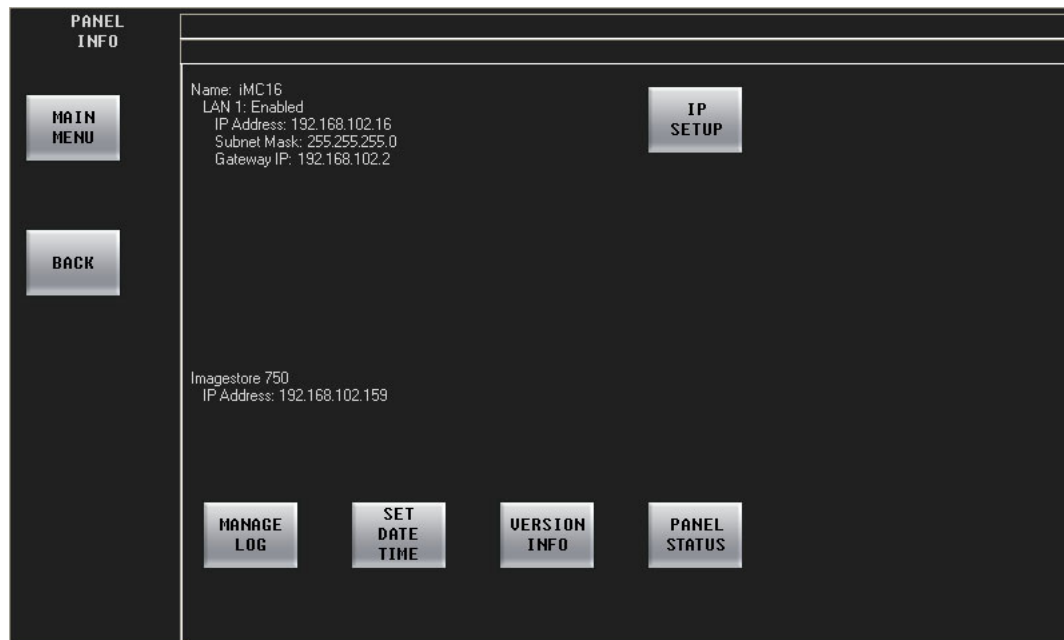 PANEL
INFO
MAIN
MENU
BACK
Name: iMC16
LAN 1: Enabled
IP Address: 192.168.102.16
Subnet Mask: 255.255.255.0
Gateway IP: 192.168.102.2
IP
SETUP
Imagestore 750
IP Address: 192.168.102.159
MANAGE
LOG
SET
DATE
TIME
VERSION
INFO
PANEL
STATUS